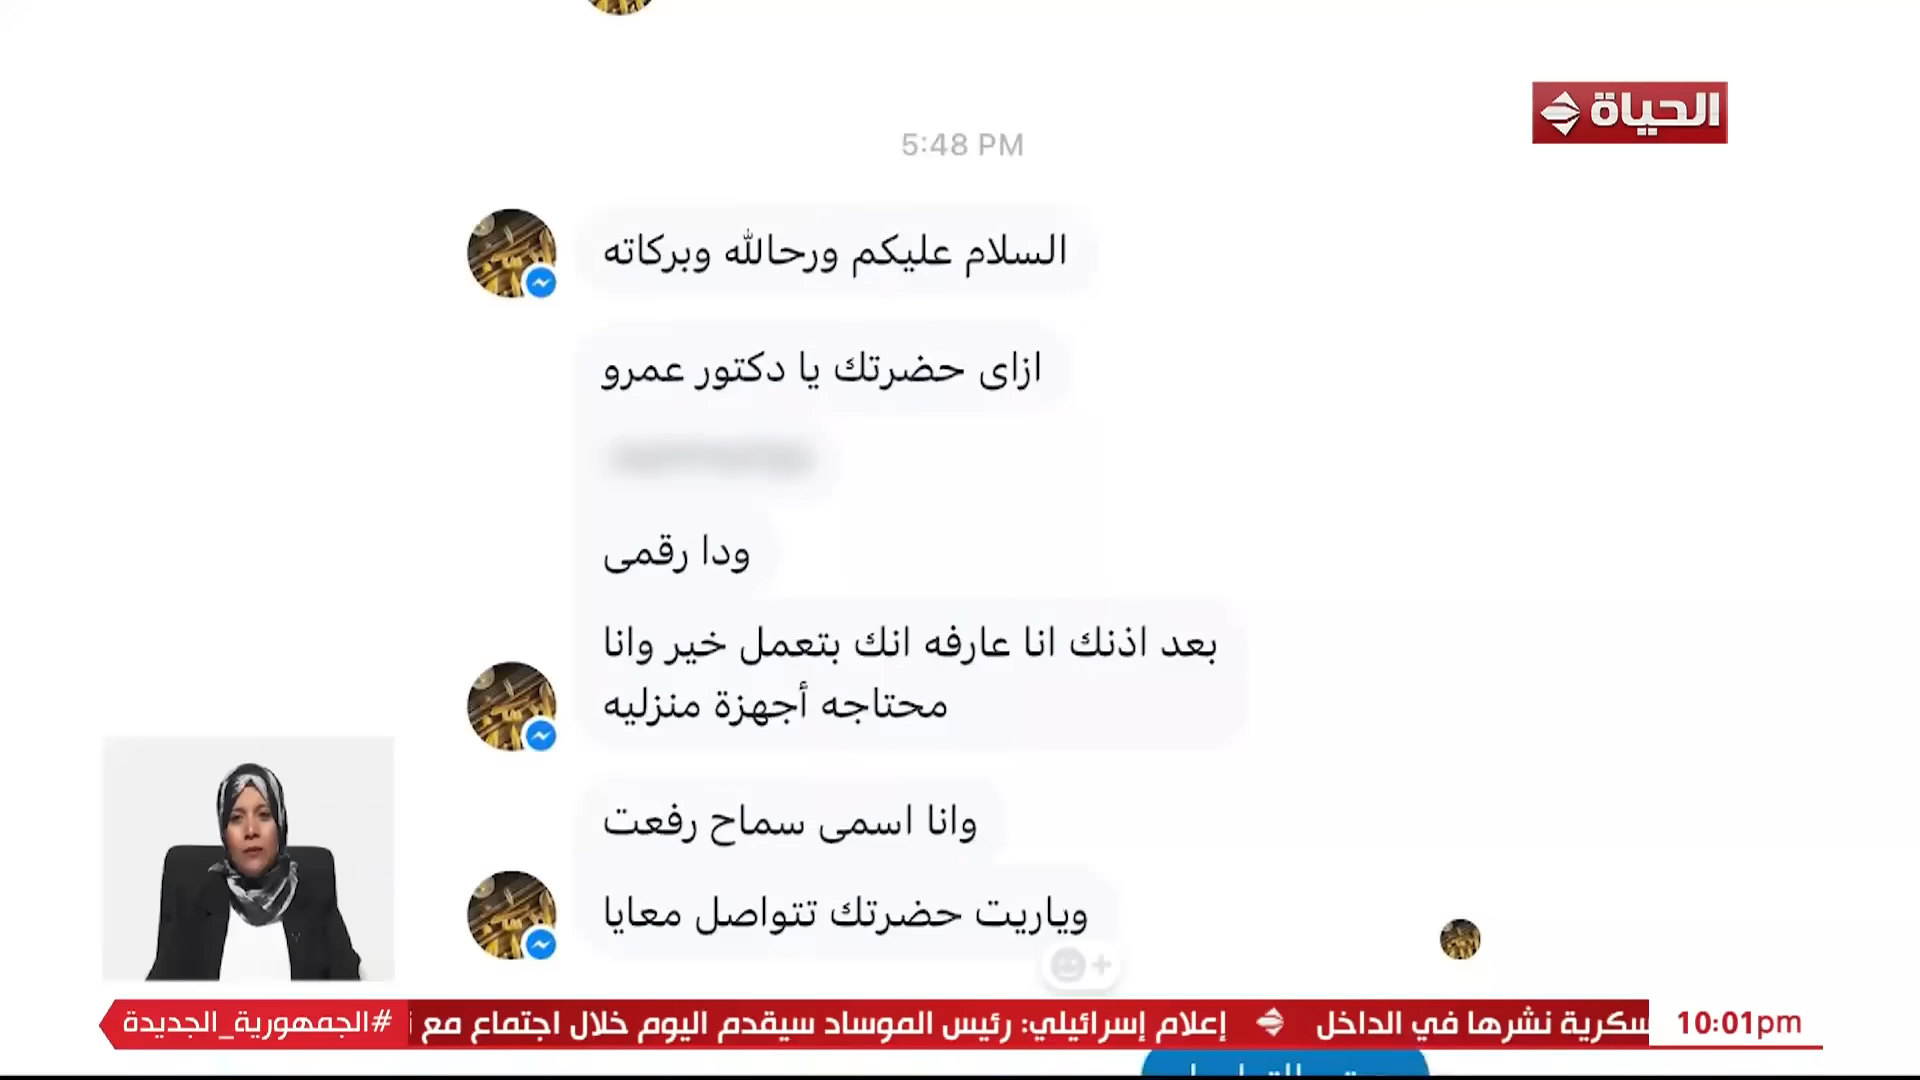 الحياة
5:48 PM
السلام عليكم ورحالله وبركاته
ازاى حضرتك يا دكتور عمرو
ودا رقمى
بعد اذنك انا عارفه انك بتعمل خير وانا
محتاجه أجهزة منزليه
وانا اسمى سماح رفعت
وياريت حضرتك تتواصل معايا
#الجمهورية_الجديدة
سكرية نشرها في الداخل إعلام إسرائيلي: رئيس الموساد سيقدم اليوم خلال اجتماع مع
10:01pm